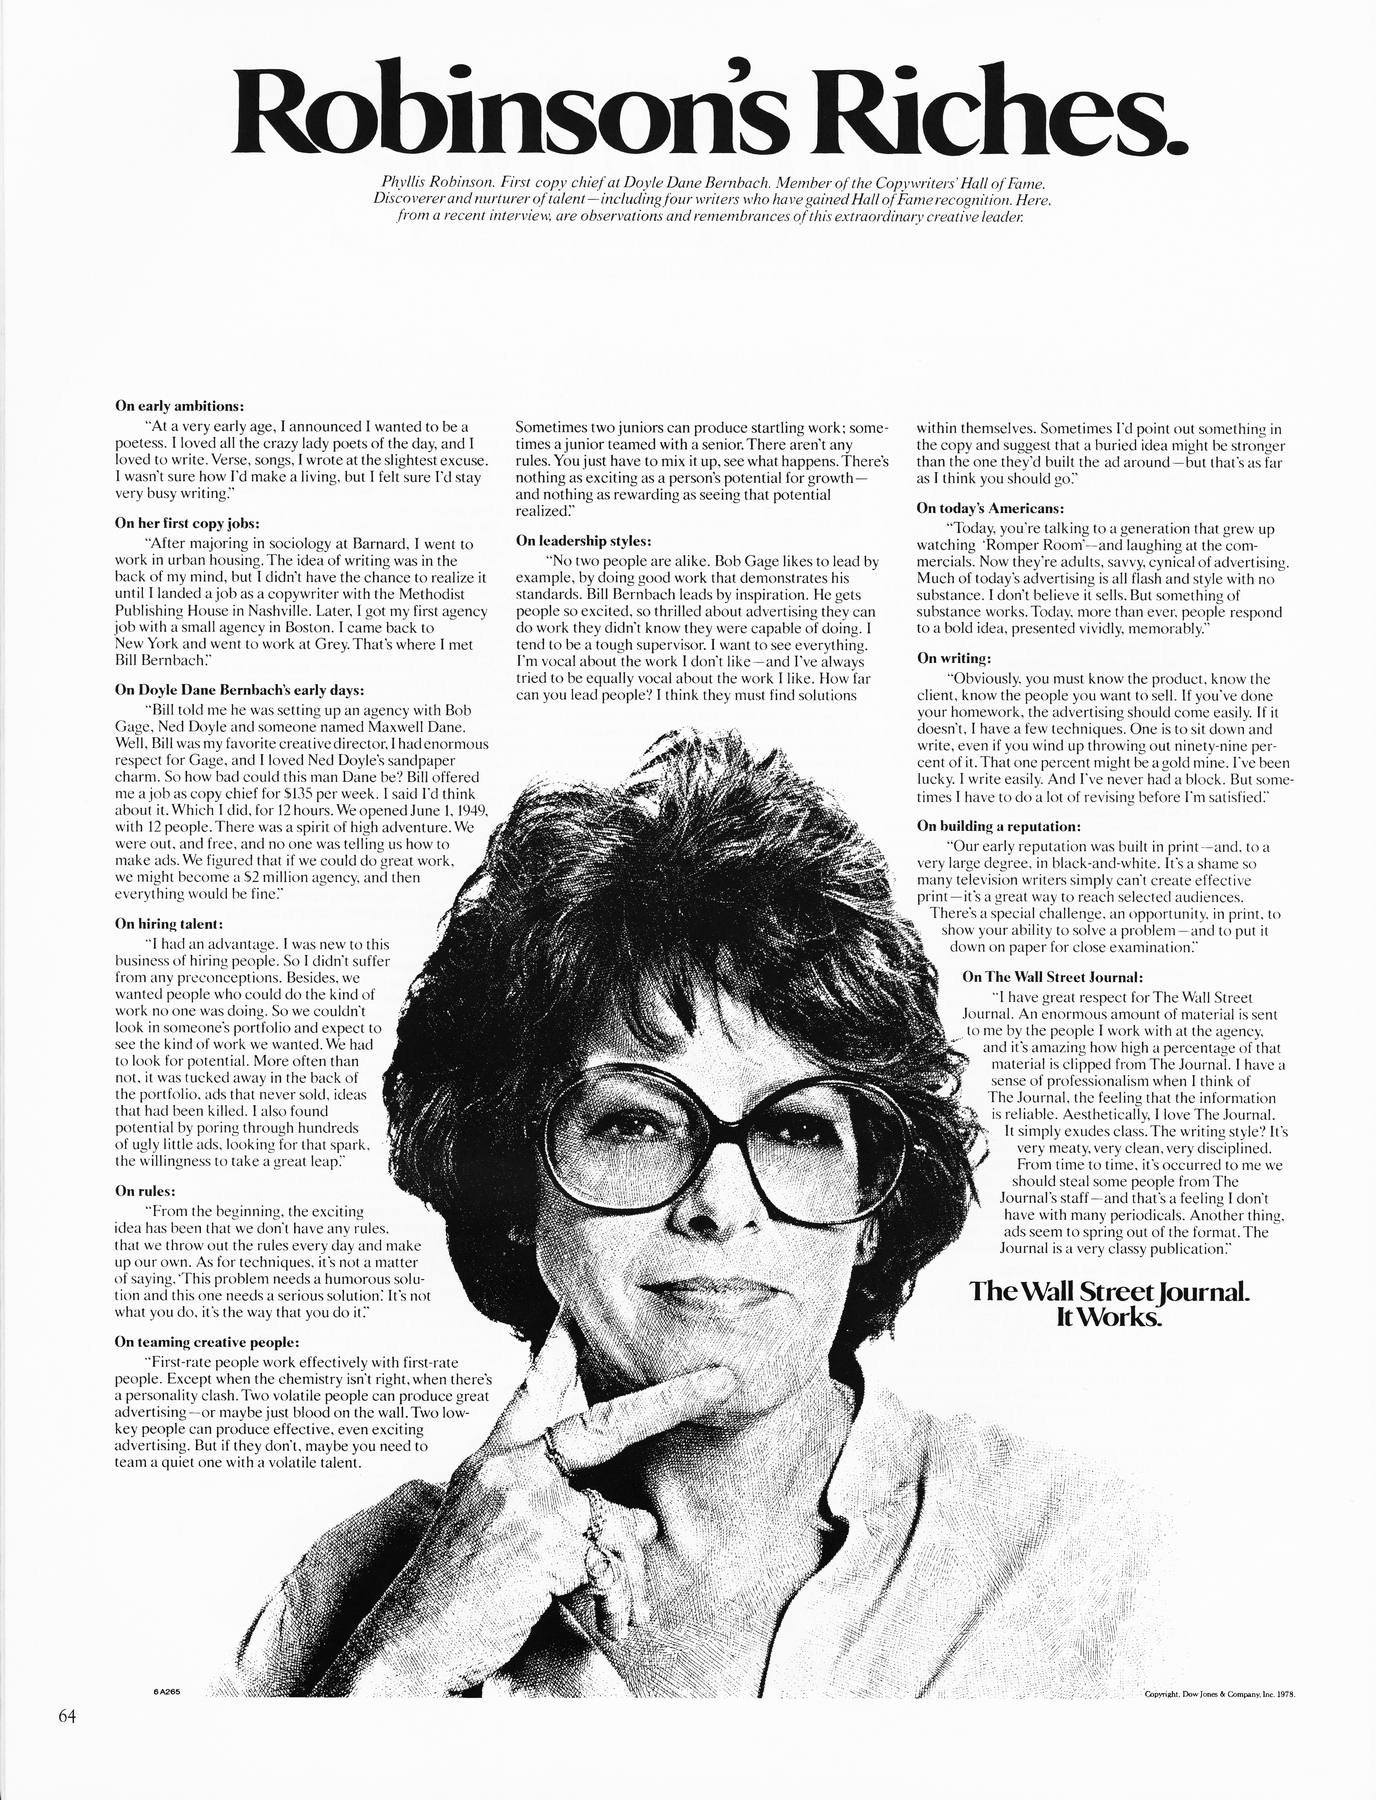 Robinson's Riches.
Phyllis Robinson. First copy chief at Doyle Dane Bernbach. Member of the Copywriters' Hall of Fame.
Discoverer and nurturer of talent—including four writers who have gained Hall of Fame recognition. Here,
from a recent interview, are observations and remembrances of this extraordinary creative leader.
On early ambitions:
"At a very early age, I announced I wanted to be a
poetess. I loved all the crazy lady poets of the day, and I
loved to write. Verse, songs, I wrote at the slightest excuse.
I wasn't sure how I'd make a living, but I felt sure I'd stay
very busy writing."
On her first copy jobs:
"After majoring in sociology at Barnard, I went to
work in urban housing. The idea of writing was in the
back of my mind, but I didn't have the chance to realize it
until I landed a job as a copywriter with the Methodist
Publishing House in Nashville. Later, I got my first agency
job with a small agency in Boston. I came back to
New York and went to work at Grey. That's where I met
Bill Bernbach."
On Doyle Dane Bernbach's early days:
"Bill told me he was setting up an agency with Bob
Gage, Ned Doyle and someone named Maxwell Dane.
Well, Bill was my favorite creative director, I had enormous
respect for Gage, and I loved Ned Doyle's sandpaper
charm. So how bad could this man Dane be? Bill offered
me a job as copy chief for $135 per week. I said I'd think
about it. Which I did, for 12 hours. We opened June 1, 1949,
with 12 people. There was a spirit of high adventure. We
were out, and free, and no one was telling us how to
make ads. We figured that if we could do great work,
we might become a $2 million agency, and then
everything would be fine."
On hiring talent:
"I had an advantage. I was new to this
business of hiring people. So I didn't suffer
from any preconceptions. Besides, we
wanted people who could do the kind of
work no one was doing. So we couldn't
look in someone's portfolio and expect to
see the kind of work we wanted. We had
to look for potential. More often than
not, it was tucked away in the back of
the portfolio, ads that never sold, ideas
that had been killed. I also found
potential by poring through hundreds
of ugly little ads, looking for that spark,
the willingness to take a great leap."
On rules:
"From the beginning, the exciting
idea has been that we don't have any rules,
that we throw out the rules every day and make
up our own. As for techniques, it's not a matter
of saying, 'This problem needs a humorous solu-
tion and this one needs a serious solution.' It's not
what you do, it's the way that you do it."
On teaming creative people:
"First-rate people work effectively with first-rate
people. Except when the chemistry isn't right, when there's
a personality clash. Two volatile people can produce great
advertising—or maybe just blood on the wall. Two low-
key people can produce effective, even exciting
advertising. But if they don't, maybe you need to
team a quiet one with a volatile talent.
Sometimes two juniors can produce startling work; some-
times a junior teamed with a senior. There aren't any
rules. You just have to mix it up, see what happens. There's
nothing as exciting as a person's potential for growth—
and nothing as rewarding as seeing that potential
realized."
On leadership styles:
"No two people are alike. Bob Gage likes to lead by
example, by doing good work that demonstrates his
standards. Bill Bernbach leads by inspiration. He gets
people so excited, so thrilled about advertising they can
do work they didn't know they were capable of doing. I
tend to be a tough supervisor. I want to see everything.
I'm vocal about the work I don't like—and I've always
tried to be equally vocal about the work I like. How far
can you lead people? I think they must find solutions
within themselves. Sometimes I'd point out something in
the copy and suggest that a buried idea might be stronger
than the one they'd built the ad around—but that's as far
as I think you should go."
On today's Americans:
"Today, you're talking to a generation that grew up
watching 'Romper Room'—and laughing at the com-
mercials. Now they're adults, savvy, cynical of advertising.
Much of today's advertising is all flash and style with no
substance. I don't believe it sells. But something of
substance works. Today, more than ever, people respond
to a bold idea, presented vividly, memorably."
On writing:
"Obviously, you must know the product, know the
client, know the people you want to sell. If you've done
your homework, the advertising should come easily. If it
doesn't, I have a few techniques. One is to sit down and
write, even if you wind up throwing out ninety-nine per-
cent of it. That one percent might be a gold mine. I've been
lucky. I write easily. And I've never had a block. But some-
times I have to do a lot of revising before I'm satisfied."
On building a reputation:
"Our early reputation was built in print—and, to a
very large degree, in black-and-white. It's a shame so
many television writers simply can't create effective
print—it's a great way to reach selected audiences.
There's a special challenge, an opportunity, in print, to
show your ability to solve a problem—and to put it
down on paper for close examination."
On The Wall Street Journal:
"I have great respect for The Wall Street
Journal. An enormous amount of material is sent
to me by the people I work with at the agency,
and it's amazing how high a percentage of that
material is clipped from The Journal. I have a
sense of professionalism when I think of
The Journal, the feeling that the information
is reliable. Aesthetically, I love The Journal.
It simply exudes class. The writing style? It's
very meaty, very clean, very disciplined.
From time to time, it's occurred to me we
should steal some people from The
Journal's staff—and that's a feeling I don't
have with many periodicals. Another thing,
ads seem to spring out of the format. The
Journal is a very classy publication."
The Wall Street Journal.
It Works.
6A265
Copyright, Dow Jones & Company, Inc. 1978.
64